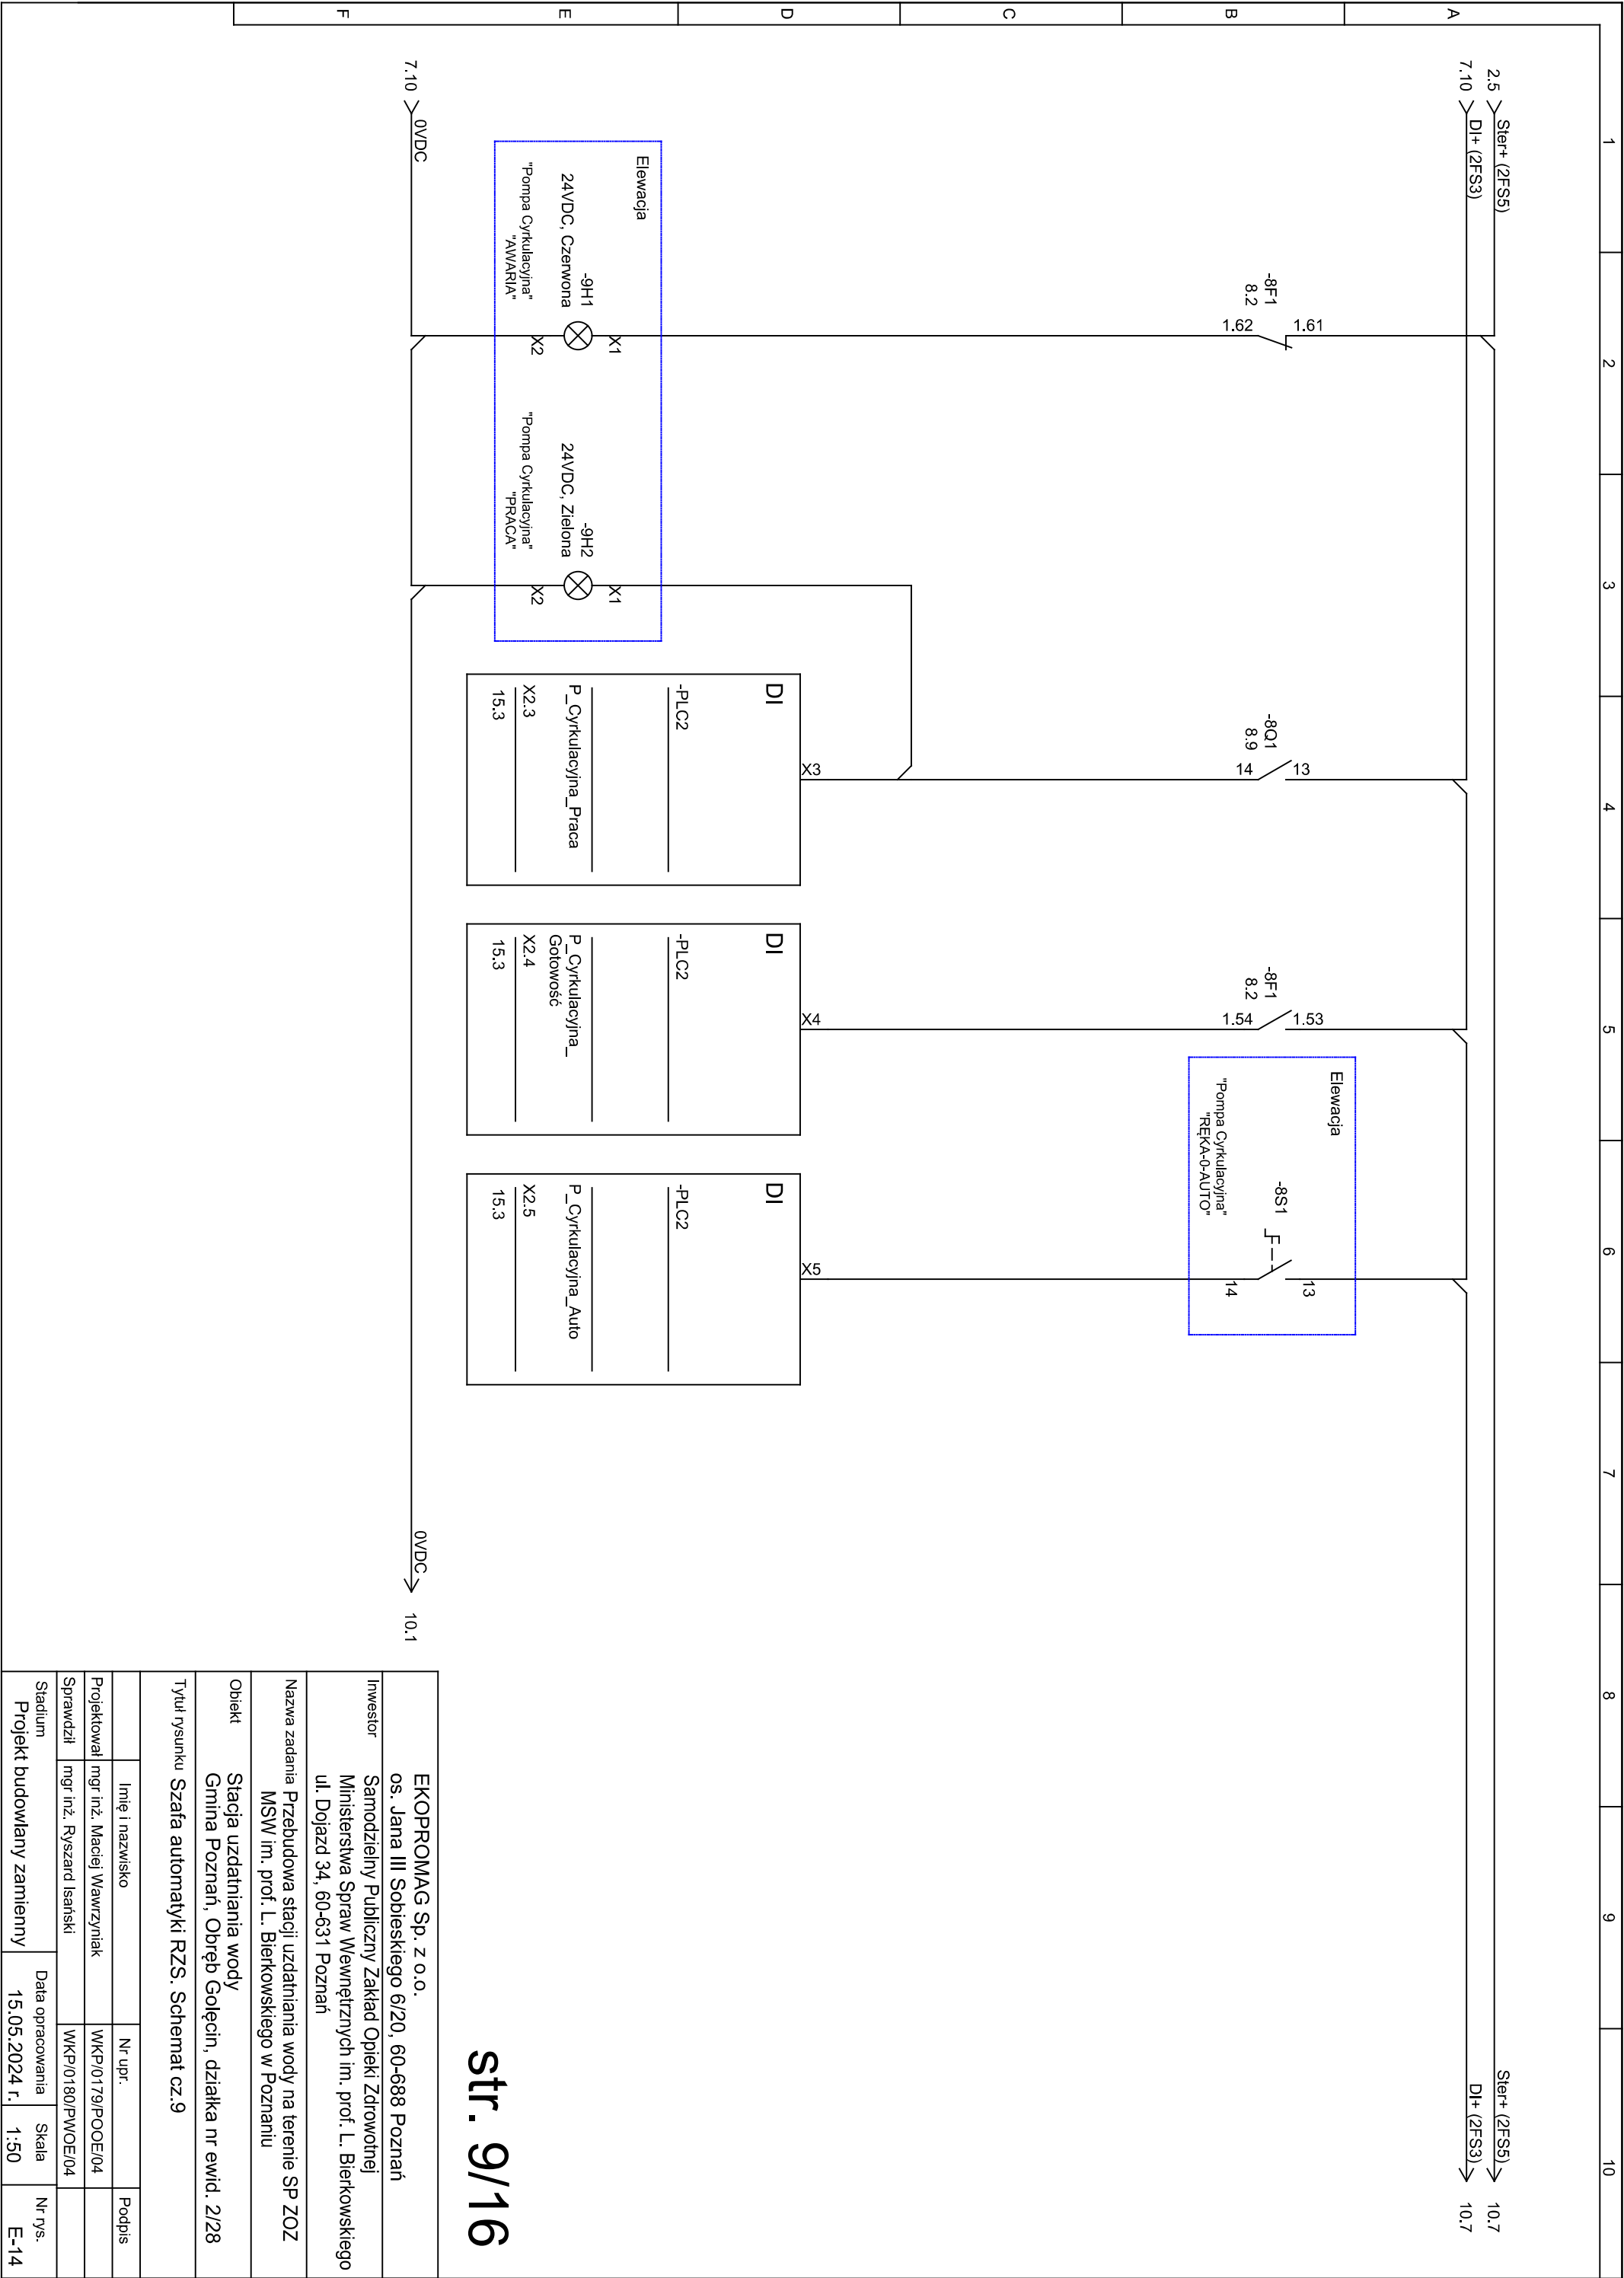 1 2 3 4 5 6 7 8 9 10
A
B
C
D
E
F
2.5
Ster+ (2FS5)
7.10
DI+ (2FS3)
Ster+ (2FS5)
10.7
DI+ (2FS3)
10.7
-8F1
8.2
1.61
1.62
-8Q1
8.9
13
14
-8F1
8.2
1.53
1.54
Elewacja
-8S1
"Pompa Cyrkulacyjna"
"RĘKA-0-AUTO"
13
14
Elewacja
-9H1
24VDC, Czerwona
"Pompa Cyrkulacyjna"
"AWARIA"
X1
X2
-9H2
24VDC, Zielona
"Pompa Cyrkulacyjna"
"PRACA"
X1
X2
X3
DI
-PLC2
P_Cyrkulacyjna_Praca
X2.3
15.3
X4
DI
-PLC2
P_Cyrkulacyjna_
Gotowość
X2.4
15.3
X5
DI
-PLC2
P_Cyrkulacyjna_Auto
X2.5
15.3
7.10
0VDC
0VDC
10.1
str. 9/16
EKOPROMAG Sp. z o.o.
os. Jana III Sobieskiego 6/20, 60-688 Poznań
Inwestor
Samodzielny Publiczny Zakład Opieki Zdrowotnej
Ministerstwa Spraw Wewnętrznych im. prof. L. Bierkowskiego
ul. Dojazd 34, 60-631 Poznań
Nazwa zadania Przebudowa stacji uzdatniania wody na terenie SP ZOZ
MSW im. prof. L. Bierkowskiego w Poznaniu
Obiekt
Stacja uzdatniania wody
Gmina Poznań, Obręb Golęcin, działka nr ewid. 2/28
Tytuł rysunku Szafa automatyki RZS. Schemat cz.9
Imię i nazwisko Nr upr. Podpis
Projektował mgr inż. Maciej Wawrzyniak WKP/0179/POOE/04
Sprawdził mgr inż. Ryszard Isański WKP/0180/PWOE/04
Stadium Data opracowania Skala Nr rys.
Projekt budowlany zamienny 15.05.2024 r. 1:50 E-14